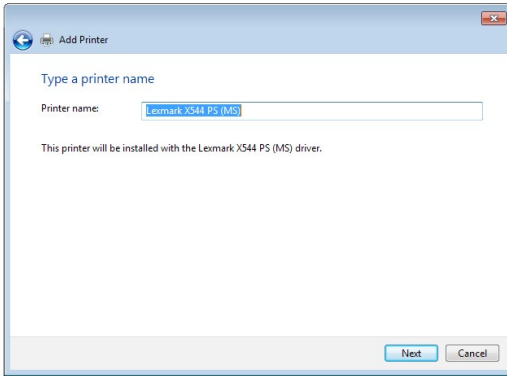 Add Printer
Type a printer name
Printer name: Lexmark X544 PS (MS)
This printer will be installed with the Lexmark X544 PS (MS) driver.
Next Cancel